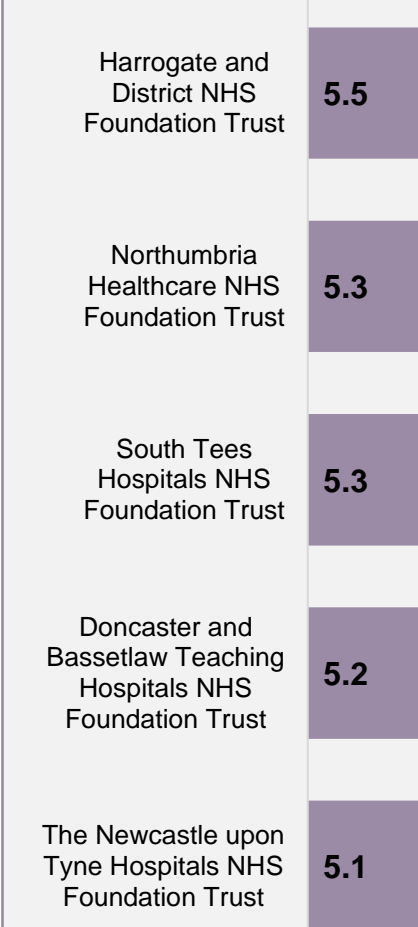 Harrogate and
District NHS
Foundation Trust
5.5
Northumbria
Healthcare NHS
Foundation Trust
5.3
South Tees
Hospitals NHS
Foundation Trust
5.3
Doncaster and
Bassetlaw Teaching
Hospitals NHS
Foundation Trust
5.2
The Newcastle upon
Tyne Hospitals NHS
Foundation Trust
5.1